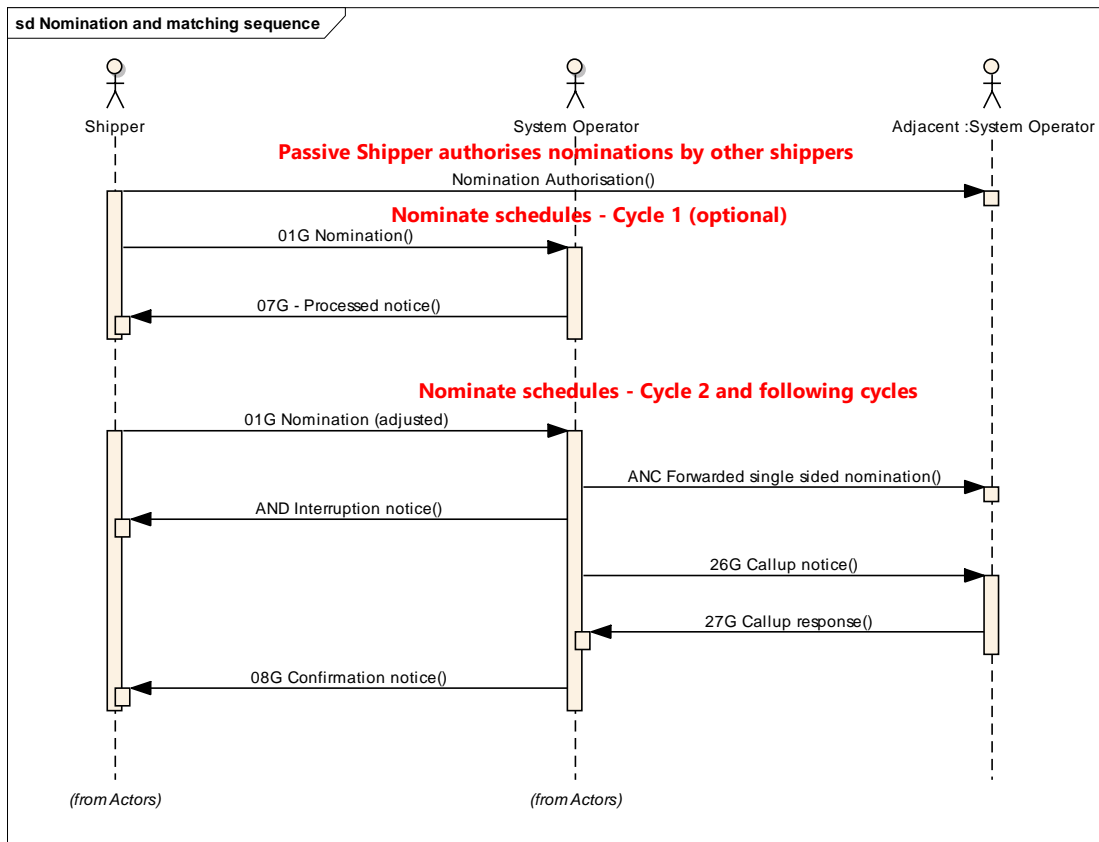 sd Nomination and matching sequence
Shipper
System Operator
Adjacent :System Operator
Passive Shipper authorises nominations by other shippers
Nomination Authorisation()
Nominate schedules - Cycle 1 (optional)
01G Nomination()
07G - Processed notice()
Nominate schedules - Cycle 2 and following cycles
01G Nomination (adjusted)
ANC Forwarded single sided nomination()
AND Interruption notice()
26G Callup notice()
27G Callup response()
08G Confirmation notice()
(from Actors)
(from Actors)